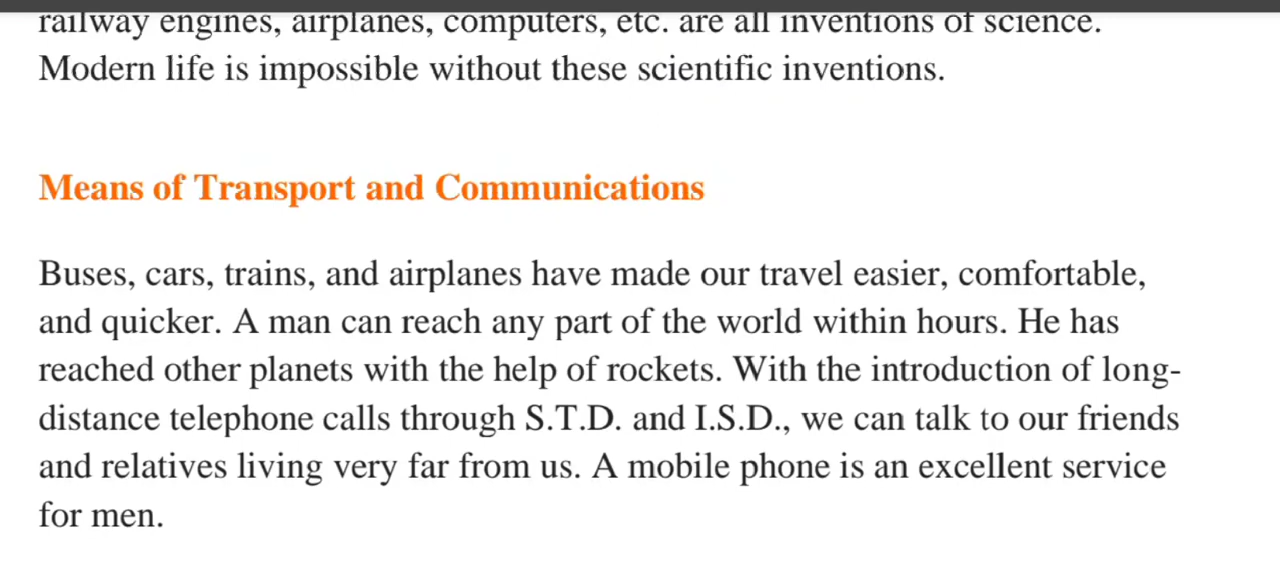 railway engines, airplanes, computers, etc. are all inventions of science.
Modern life is impossible without these scientific inventions.
Means of Transport and Communications
Buses, cars, trains, and airplanes have made our travel easier, comfortable,
and quicker. A man can reach any part of the world within hours. He has
reached other planets with the help of rockets. With the introduction of long-
distance telephone calls through S.T.D. and I.S.D., we can talk to our friends
and relatives living very far from us. A mobile phone is an excellent service
for men.